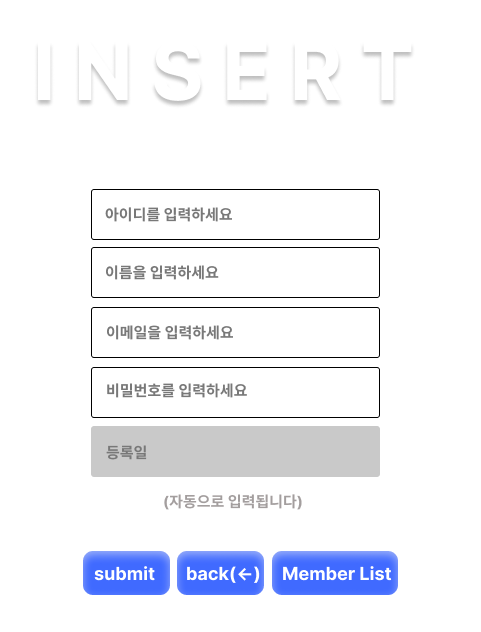 INSERT
아이디를 입력하세요
이름을 입력하세요
이메일을 입력하세요
비밀번호를 입력하세요
등록일
(자동으로 입력됩니다)
submit back(←) Member List